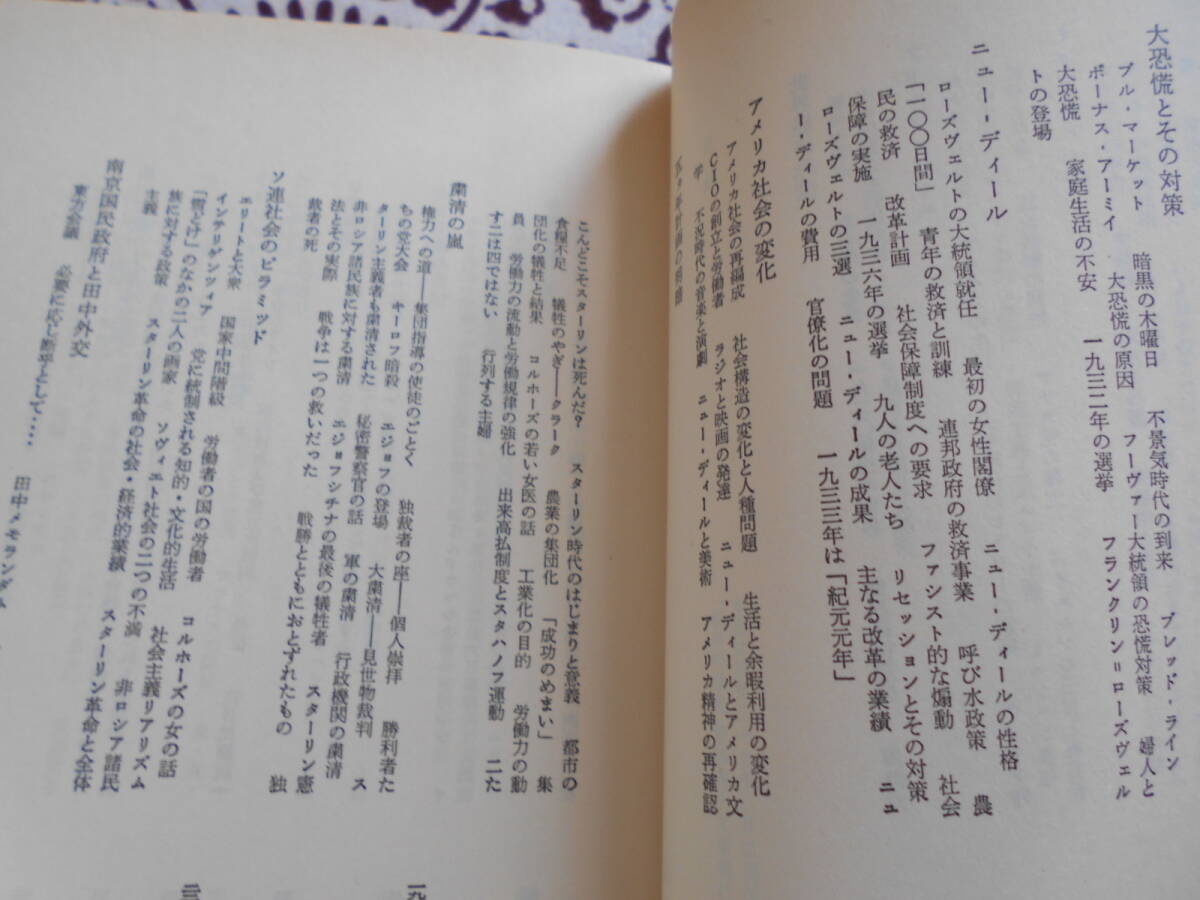 大恐慌とその対策
ブル・マーケット　暗黒の木曜日　不景気時代の到来　ブレッド・ライン
ボーナス・アーミイ　大恐慌の原因　フーヴァー大統領の恐慌対策　婦人と
大恐慌　家庭生活の不安　一九三二年の選挙　フランクリン=ローズヴェル
トの登場
ニュー・ディール
ローズヴェルトの大統領就任　最初の女性閣僚　ニュー・ディールの性格
「一〇〇日間」　青年の救済と訓練　連邦政府の救済事業　呼び水政策　農
民の救済　改革計画　社会保障制度への要求　ファシスト的な煽動　社会
保障の実施　一九三六年の選挙　九人の老人たち　リセッションとその対策
ローズヴェルトの三選　ニュー・ディールの成果　主なる改革の業績　ニュ
ー・ディールの費用　官僚化の問題　一九三三年は「紀元元年」
アメリカ社会の変化
アメリカ社会の再編成　社会構造の変化と人種問題　生活と余暇利用の変化
CIOの創立と労働者　ラジオと映画の発達　ニュー・ディールとアメリカ文
学　不況時代の音楽と演劇　ニュー・ディールと美術　アメリカ精神の再確認
こんどこそスターリンは死んだ？　スターリン時代のはじまりと意義　都市の
食糧不足　犠牲のやぎ――クラーク　農業の集団化　「成功のめまい」　集
団化の犠牲と結果　コルホーズの若い女医の話　工業化の目的　労働力の動
員　労働力の流動と労働規律の強化　出来高払制度とスタハノフ運動　二た
す二は四ではない　行列する主婦
粛清の嵐
権力への道――集団指導の使徒のごとく　独裁者の座――個人崇拝　勝利者た
ちの党大会　キーロフ暗殺　エジョフの登場　大粛清――見世物裁判　ス
ターリン主義者も粛清された　秘密警察官の話　軍の粛清　行政機関の粛清
非ロシア諸民族に対する粛清　エジョフシチナの最後の犠牲者　スターリン憲
法とその実際　戦争は一つの救いだった　戦勝とともにおとずれたもの　独
裁者の死
ソ連社会のピラミッド
エリートと大衆　国家中間階級　労働者の国の労働者　コルホーズの女の話
インテリゲンツィア　党に統制される知的・文化的生活　社会主義リアリズム
「雪どけ」のなかの二人の画家　ソヴィエト社会の二つの不満　非ロシア諸民
族に対する政策　スターリン革命の社会・経済的業績　スターリン革命と全体
主義
南京国民政府と田中外交
東方会議　必要に応じ断乎として‥‥　田中メモランダム
一九
二三